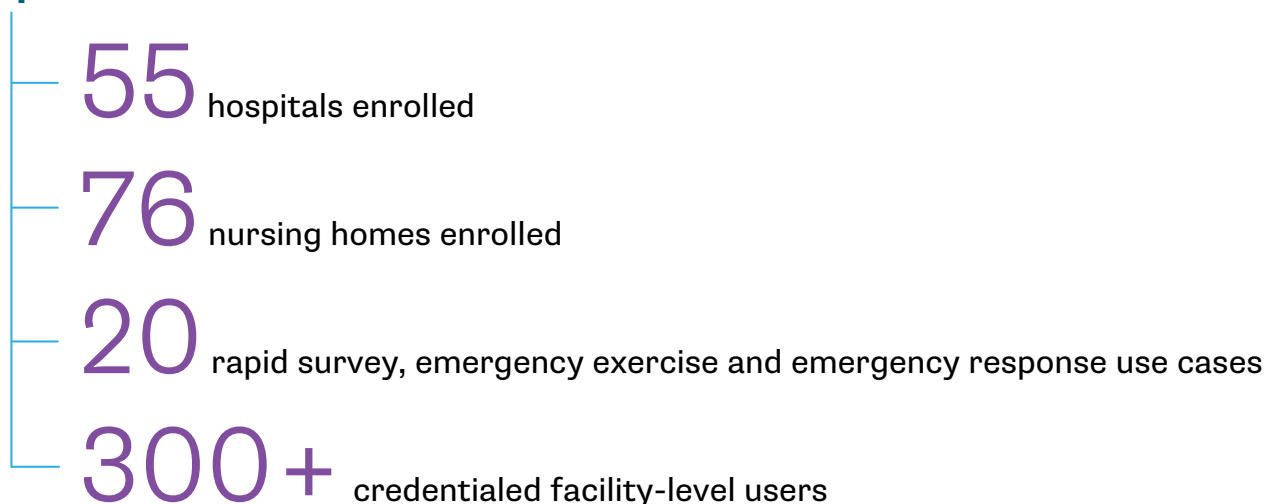 55 hospitals enrolled
76 nursing homes enrolled
20 rapid survey, emergency exercise and emergency response use cases
300+ credentialed facility-level users